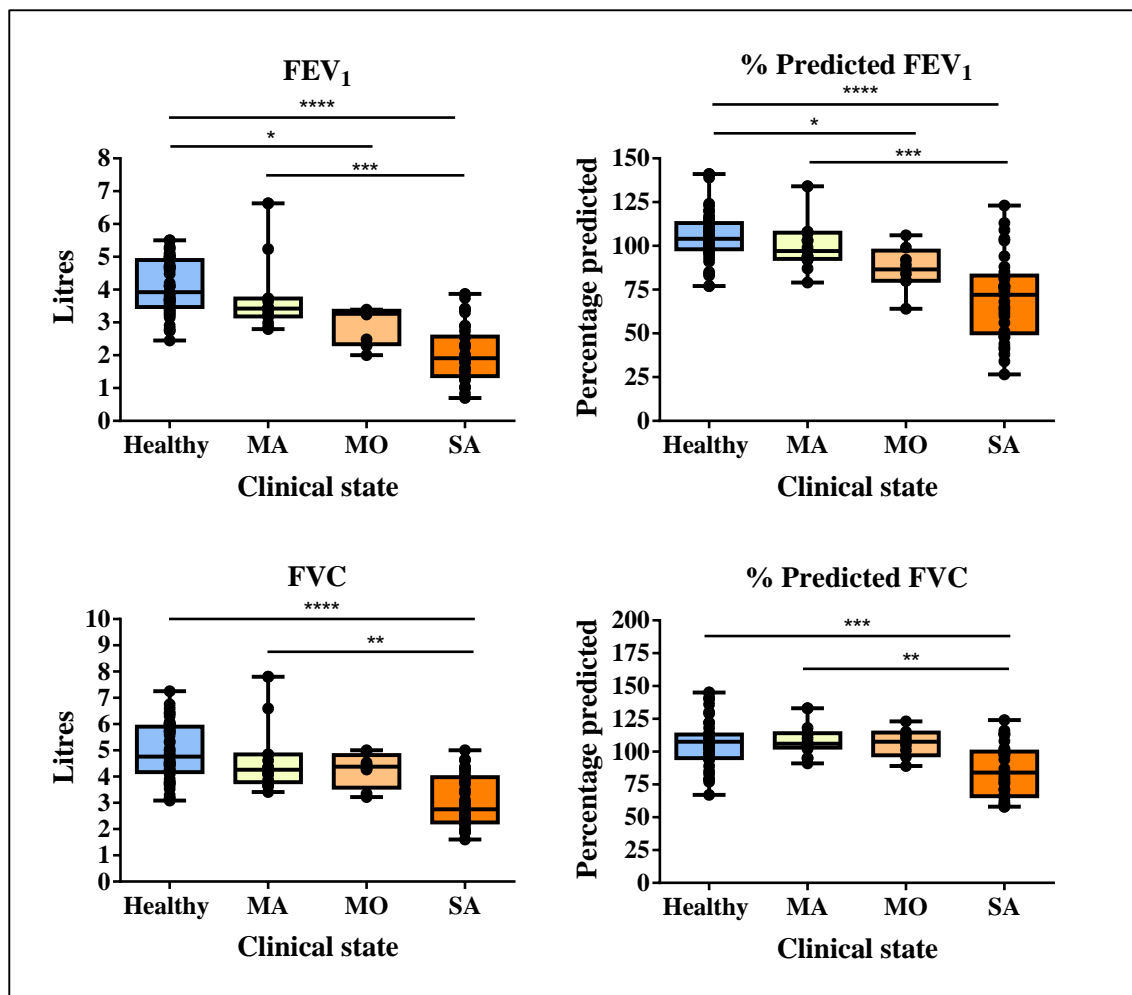 FEV₁
****
*
***
8
7
6
5
4
3
2
1
0
Litres
Healthy MA MO SA
Clinical state
% Predicted FEV₁
****
*
***
150
125
100
75
50
25
0
Percentage predicted
Healthy MA MO SA
Clinical state
FVC
****
**
10
9
8
7
6
5
4
3
2
1
0
Litres
Healthy MA MO SA
Clinical state
% Predicted FVC
***
**
200
175
150
125
100
75
50
25
0
Percentage predicted
Healthy MA MO SA
Clinical state